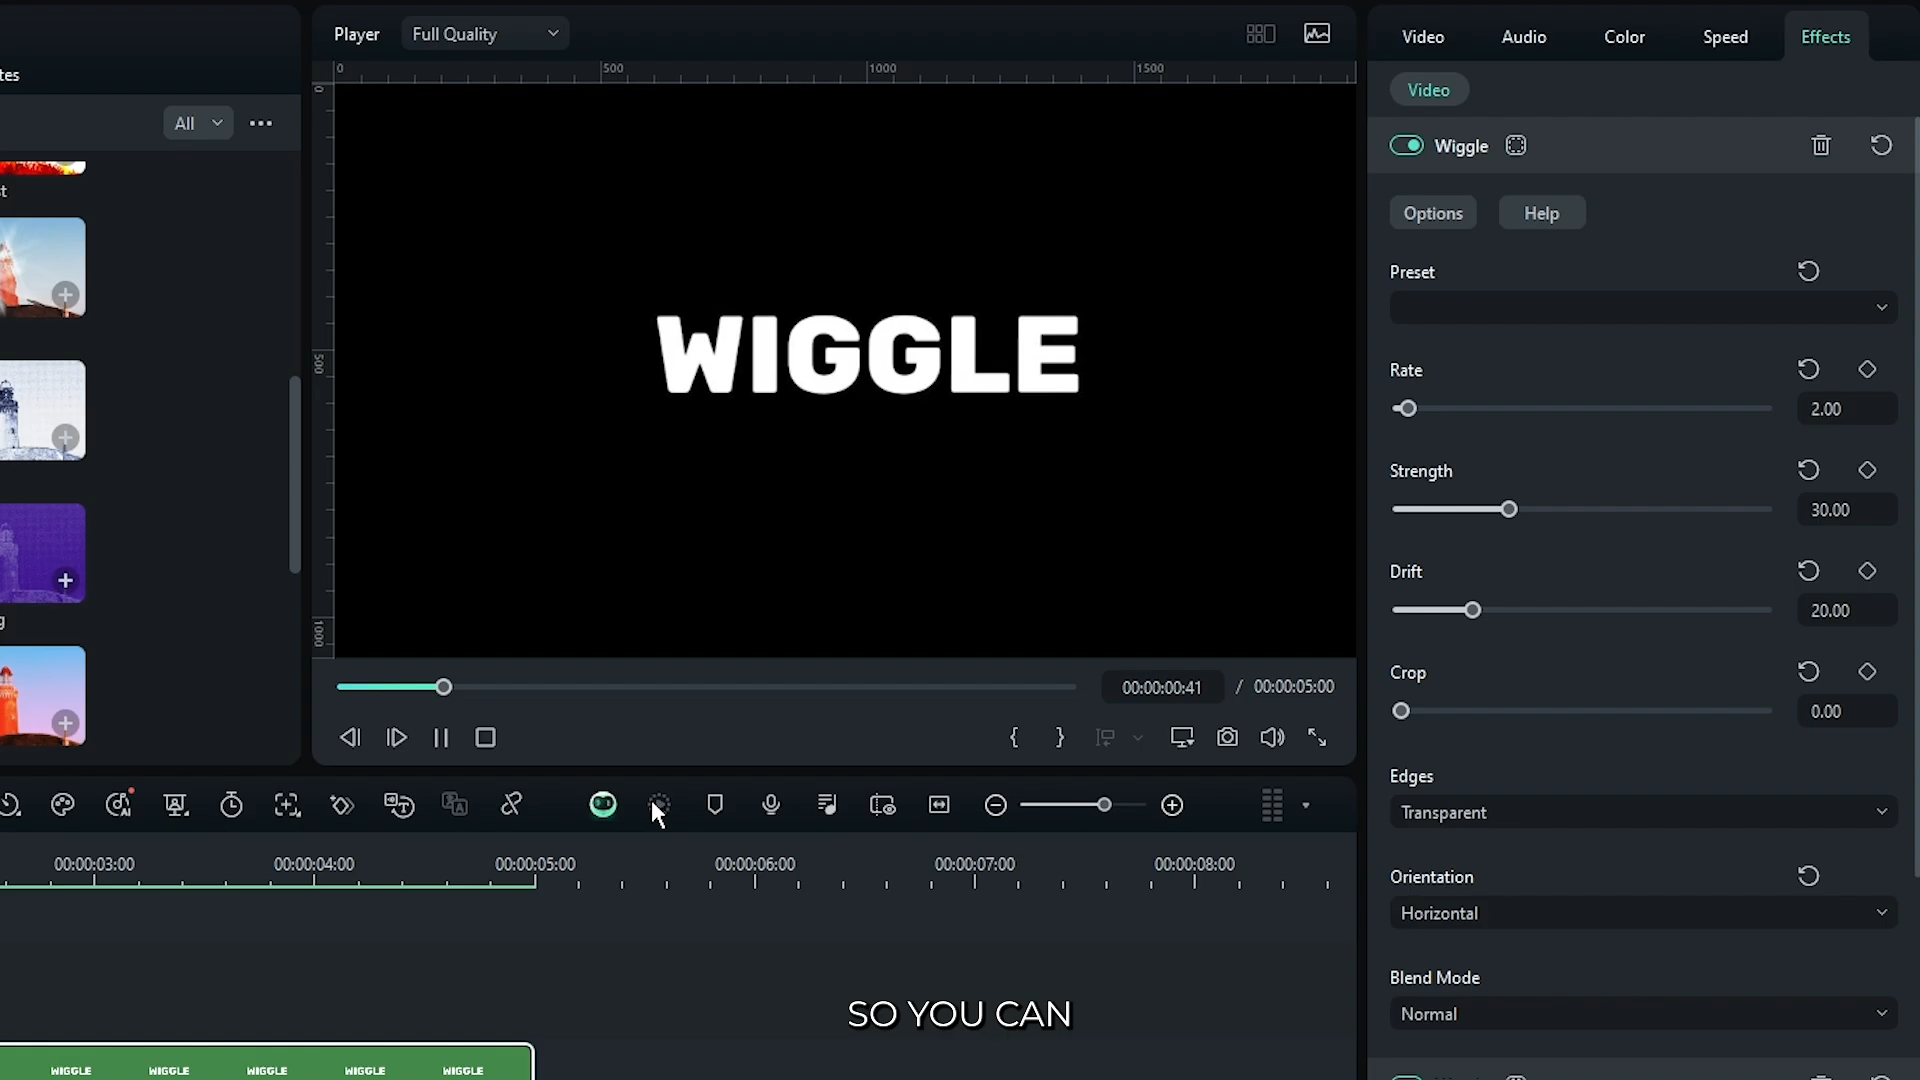 Player
Full Quality
Video
Audio
Color
Speed
Effects
tes
0
500
1000
1500
0
Video
All
Wiggle
st
Options
Help
Preset
WIGGLE
500
Rate
2.00
Strength
30.00
Drift
20.00
g
1000
Crop
0.00
00:00:00:41 / 00:00:05:00
Edges
Transparent
00:00:03:00
00:00:04:00
00:00:05:00
00:00:06:00
00:00:07:00
00:00:08:00
Orientation
Horizontal
Blend Mode
Normal
SO YOU CAN
WIGGLE
WIGGLE
WIGGLE
WIGGLE
WIGGLE